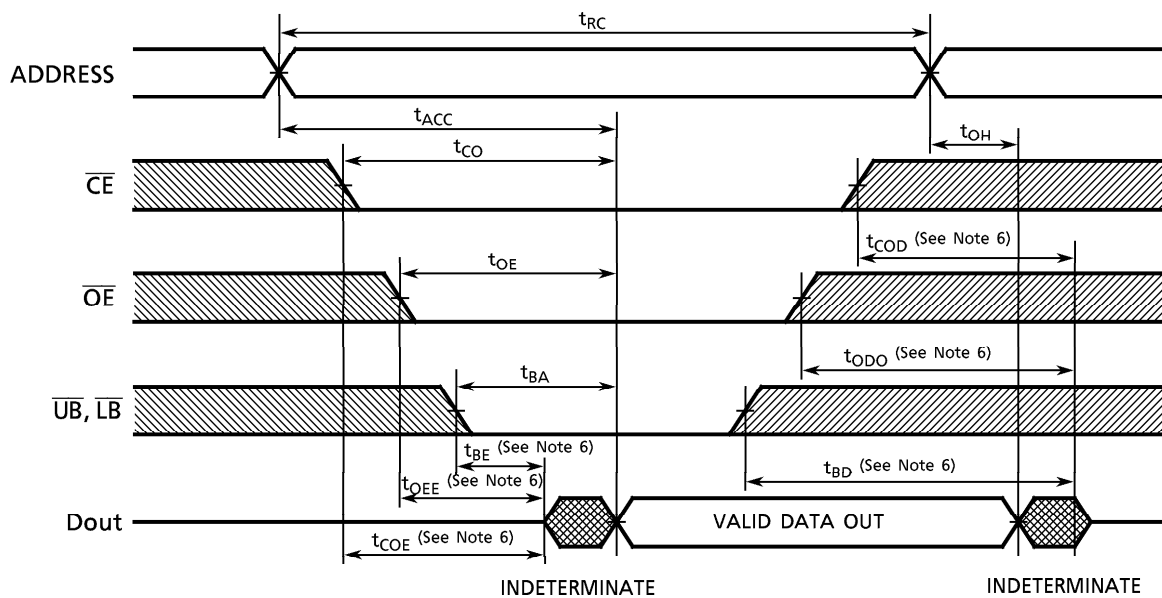 tRC
ADDRESS
tACC
tOH
tCO
CE
tCOD (See Note 6)
tOE
OE
tODO (See Note 6)
tBA
UB, LB
tBE (See Note 6)
tBD (See Note 6)
tOEE (See Note 6)
Dout
VALID DATA OUT
tCOE (See Note 6)
INDETERMINATE
INDETERMINATE